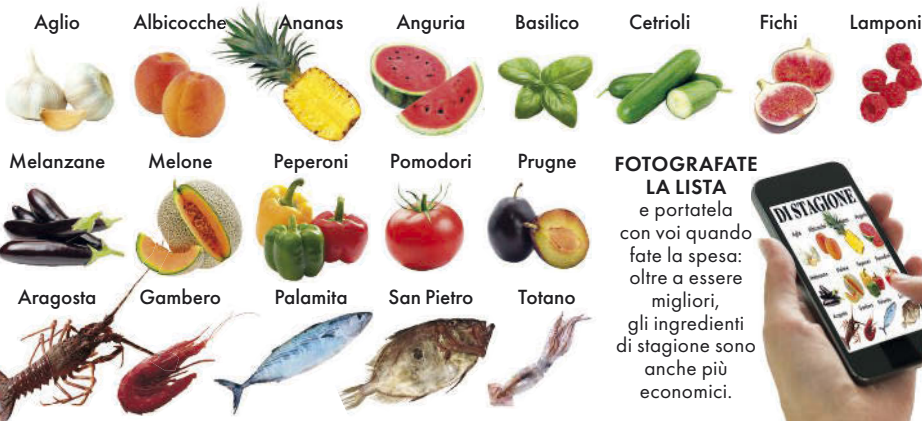 Aglio Albicocche Ananas Anguria Basilico Cetrioli Fichi Lamponi
Melanzane Melone Peperoni Pomodori Prugne
FOTOGRAFATE
LA LISTA
e portatela
con voi quando
fate la spesa:
oltre a essere
migliori,
gli ingredienti
di stagione sono
anche più
economici.
DI STAGIONE
Aragosta Gambero Palamita San Pietro Totano